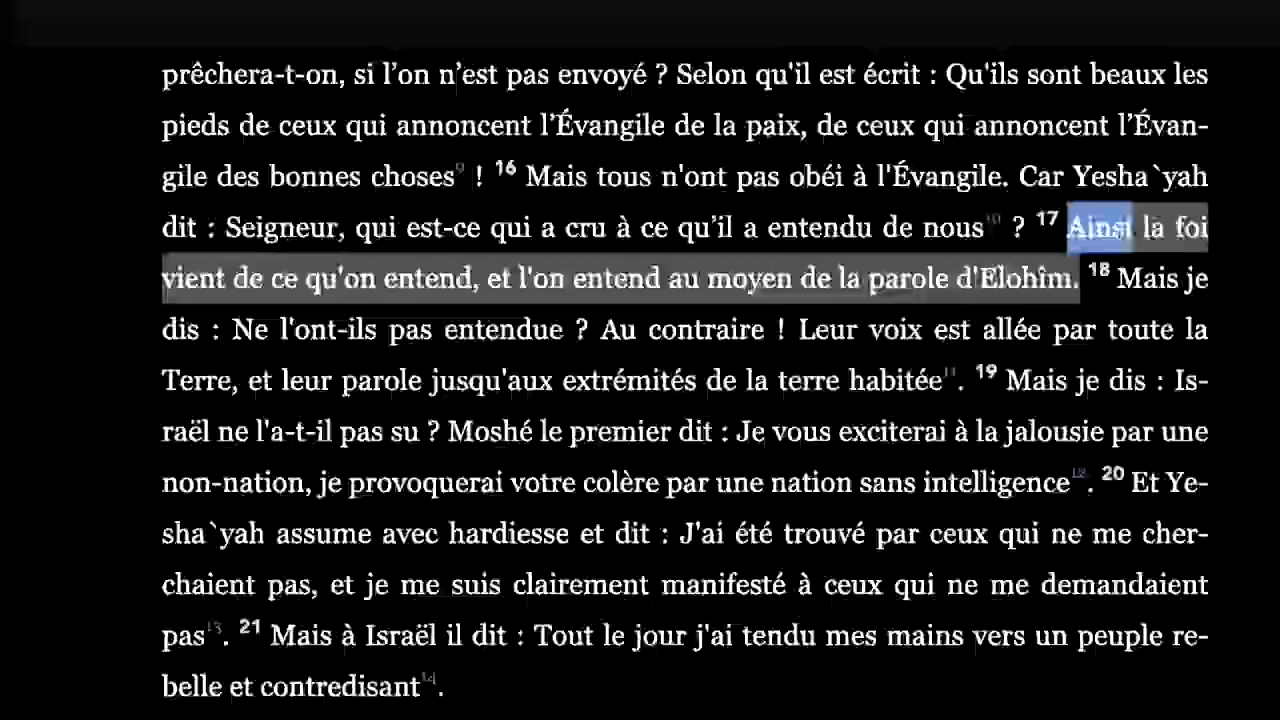 prêchera-t-on, si l’on n’est pas envoyé ? Selon qu'il est écrit : Qu'ils sont beaux les
pieds de ceux qui annoncent l’Évangile de la paix, de ceux qui annoncent l’Évan-
gile des bonnes choses⁹ ! 16 Mais tous n'ont pas obéi à l'Évangile. Car Yesha`yah
dit : Seigneur, qui est-ce qui a cru à ce qu’il a entendu de nous¹⁰ ? 17 Ainsi la foi
vient de ce qu'on entend, et l'on entend au moyen de la parole d'Elohîm. 18 Mais je
dis : Ne l'ont-ils pas entendue ? Au contraire ! Leur voix est allée par toute la
Terre, et leur parole jusqu'aux extrémités de la terre habitée¹¹. 19 Mais je dis : Is-
raël ne l'a-t-il pas su ? Moshé le premier dit : Je vous exciterai à la jalousie par une
non-nation, je provoquerai votre colère par une nation sans intelligence¹². 20 Et Ye-
sha`yah assume avec hardiesse et dit : J'ai été trouvé par ceux qui ne me cher-
chaient pas, et je me suis clairement manifesté à ceux qui ne me demandaient
pas¹³. 21 Mais à Israël il dit : Tout le jour j'ai tendu mes mains vers un peuple re-
belle et contredisant¹⁴.